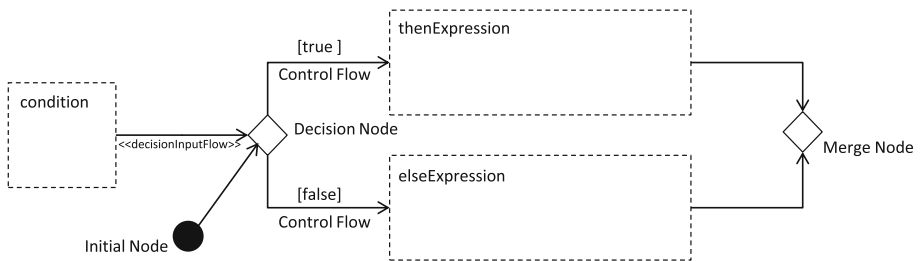 [true ]
thenExpression
Control Flow
condition
<<decisionInputFlow>>
Decision Node
Merge Node
elseExpression
[false]
Control Flow
Initial Node